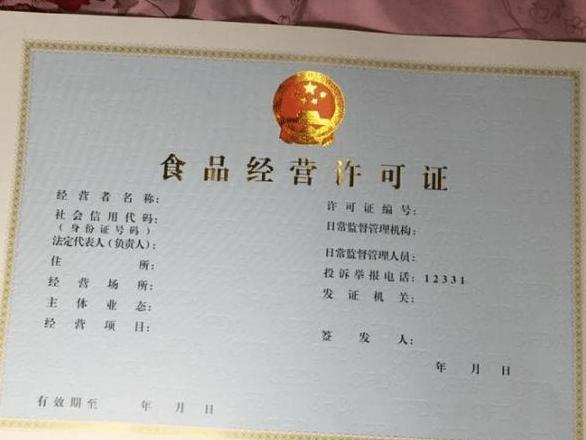 食品经营许可证
经营者名称:
社会信用代码:
(身份证号码)
法定代表人(负责人):
住所:
经营场所:
主体业态:
经营项目:
许可证编号:
日常监督管理机构:
日常监督管理人员:
投诉举报电话:12331
发证机关:
签发人:
年 月 日
有效期至 年 月 日